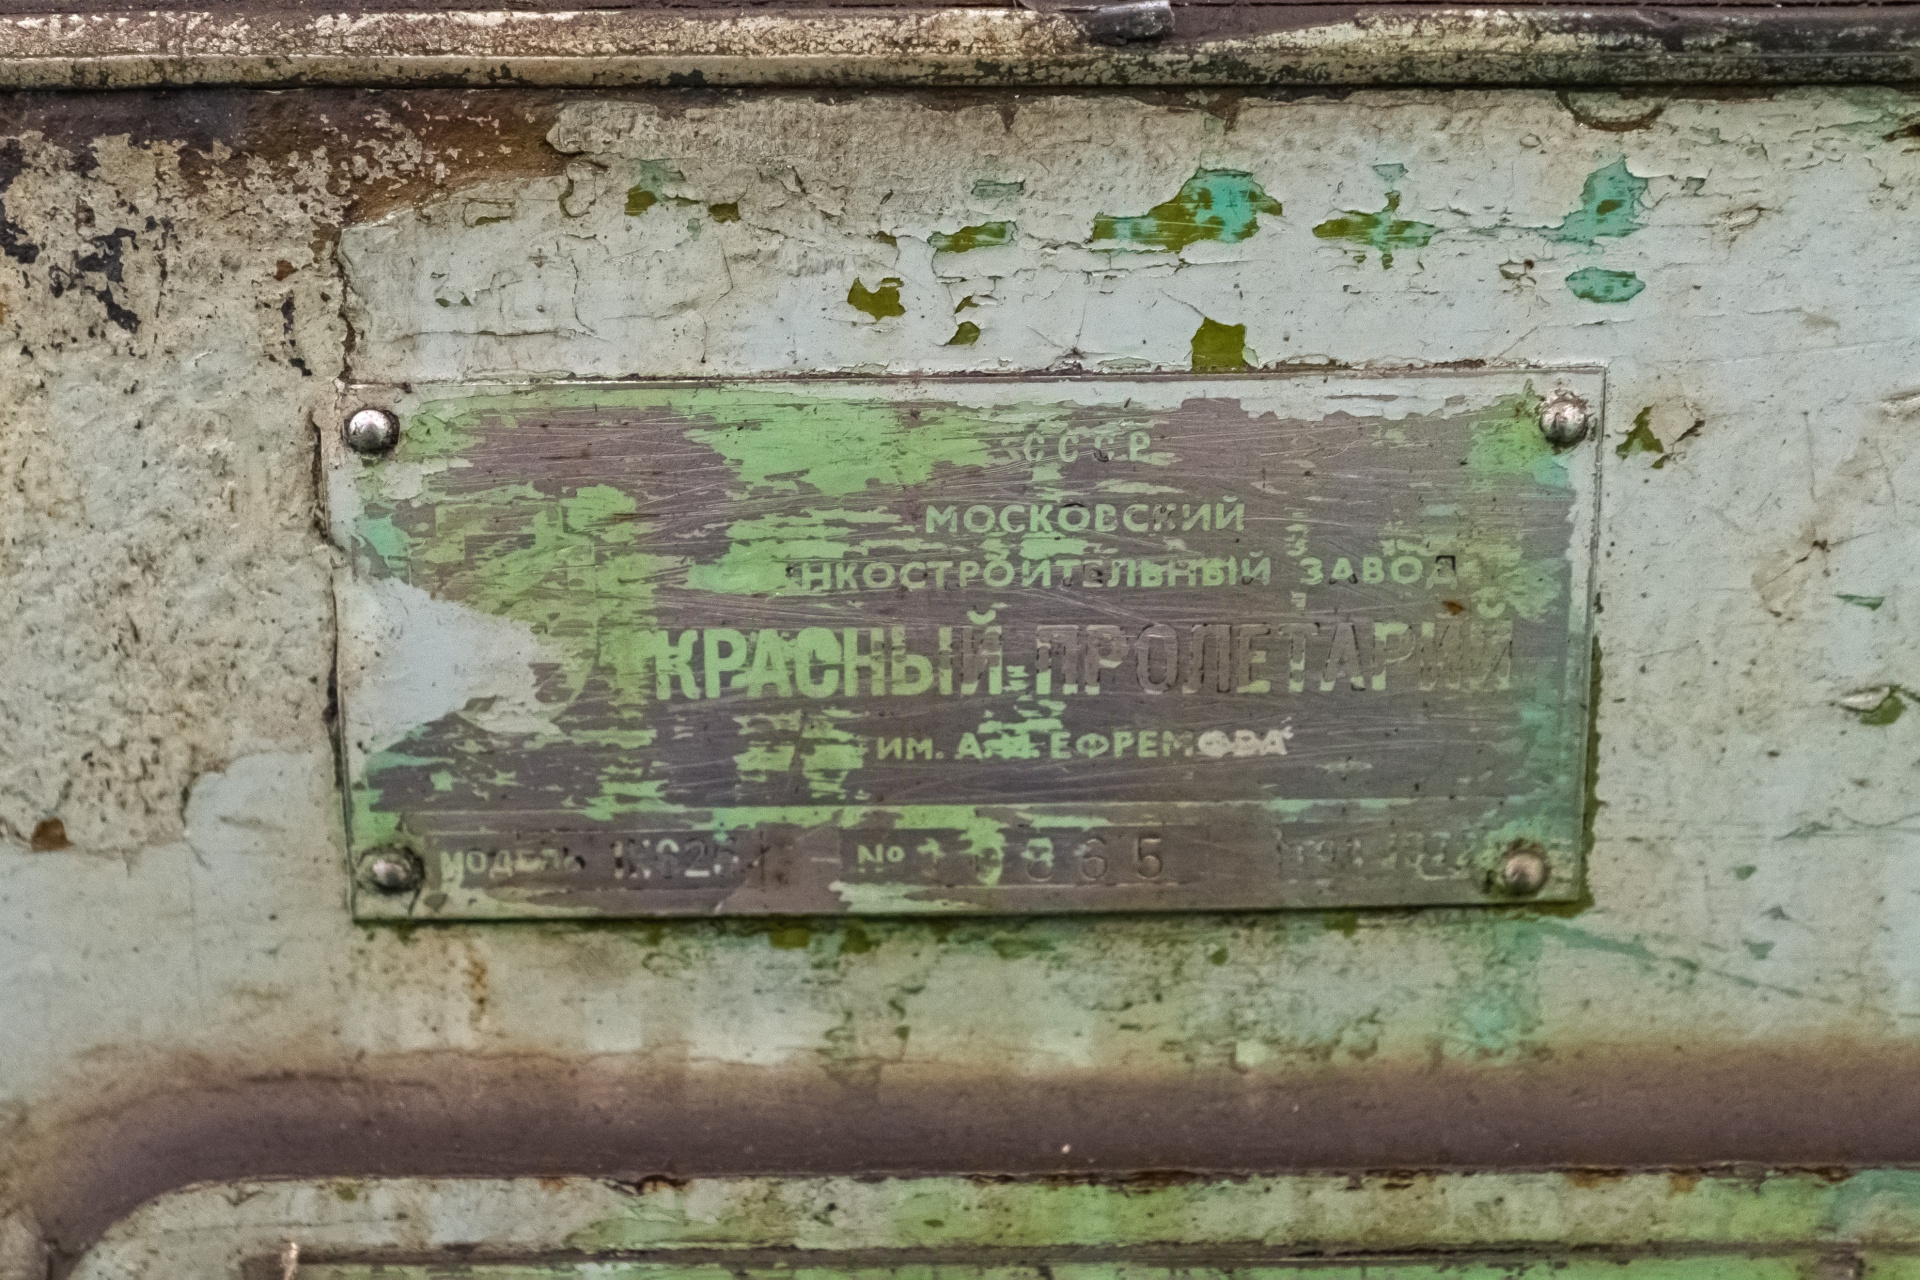 СССР
МОСКОВСКИЙ
НКОСТРОИТЕЛЬНЫЙ ЗАВОД
КРАСНЫЙ ПРОЛЕТАРИЙ
ИМ. А.И. ЕФРЕМОВА
МОДЕЛЬ №